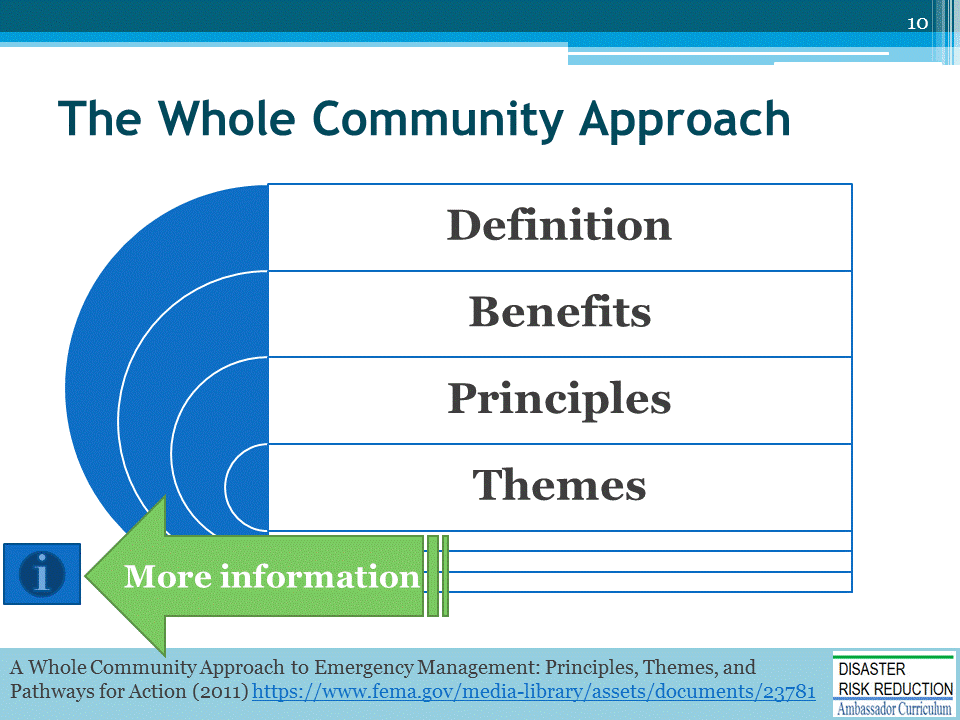 10
The Whole Community Approach
Definition
Benefits
Principles
Themes
i
More information
A Whole Community Approach to Emergency Management: Principles, Themes, and
Pathways for Action (2011) https://www.fema.gov/media-library/assets/documents/23781
DISASTER
RISK REDUCTION
Ambassador Curriculum